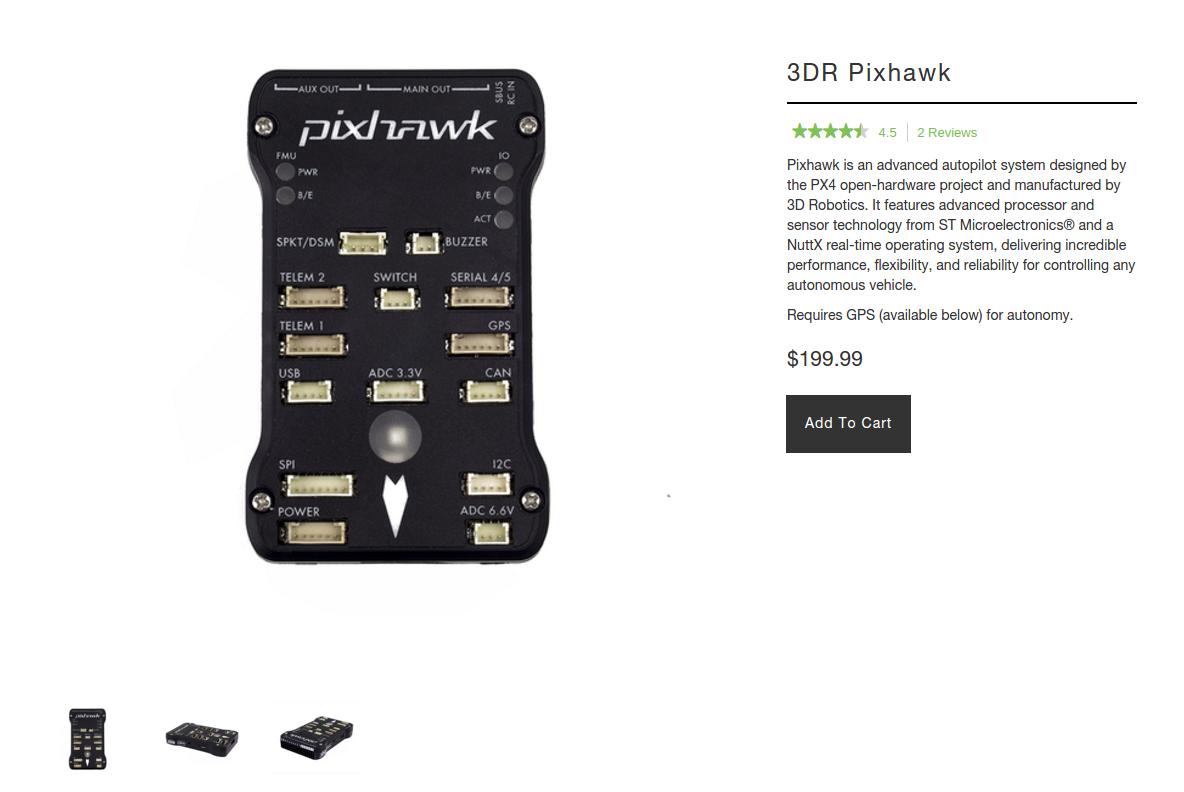 AUX OUT
MAIN OUT
SBUS
RC IN
pixhawk
FMU
IO
PWR
PWR
B/E
B/E
ACT
SPKT/DSM
BUZZER
TELEM 2
SWITCH
SERIAL 4/5
TELEM 1
GPS
USB
ADC 3.3V
CAN
SPI
I2C
POWER
ADC 6.6V
3DR Pixhawk
4.5
2 Reviews
Pixhawk is an advanced autopilot system designed by
the PX4 open-hardware project and manufactured by
3D Robotics. It features advanced processor and
sensor technology from ST Microelectronics® and a
NuttX real-time operating system, delivering incredible
performance, flexibility, and reliability for controlling any
autonomous vehicle.
Requires GPS (available below) for autonomy.
$199.99
Add To Cart
pixhawk
pixhawk